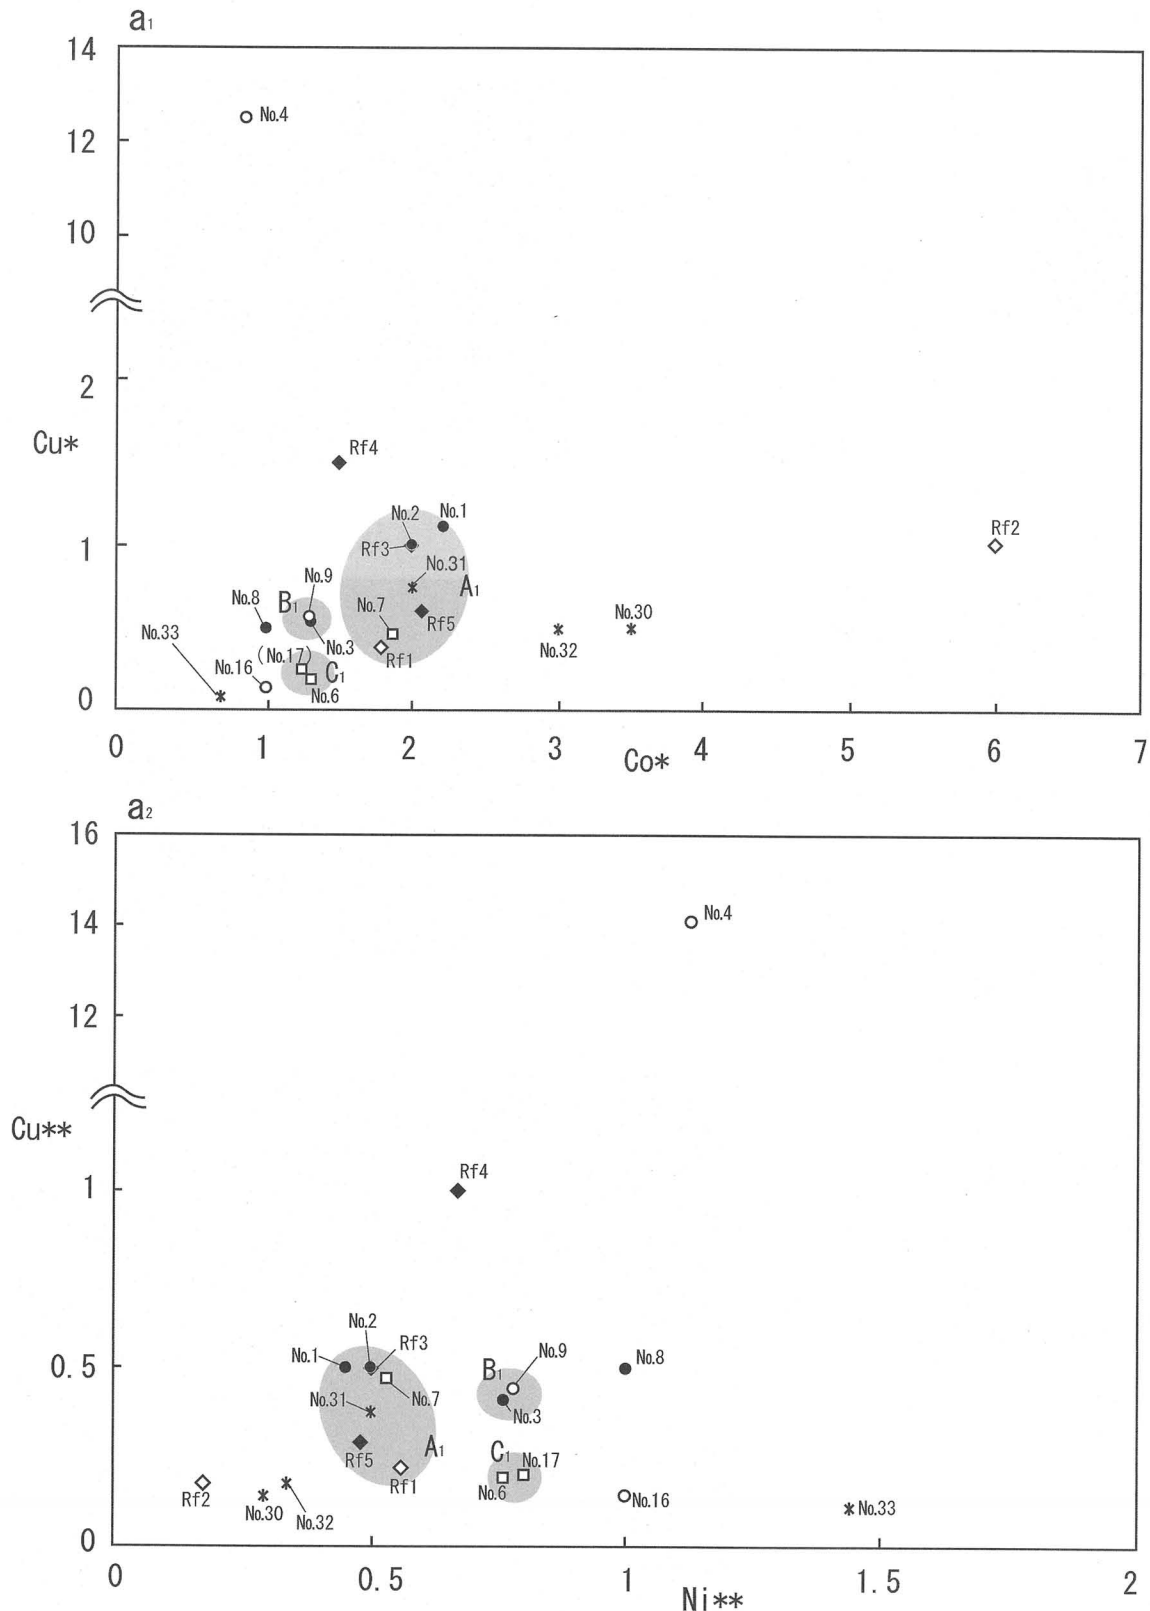 a1
14
No.4
12
10
2
Cu*
Rf4
No.2
No.1
Rf2
1
Rf3
No.31
No.9
A1
No.8
B1
No.7
Rf5
No.30
No.33
No.3
No.32
(No.17)
Rf1
No.16
C1
No.6
0
0 1 2 3 4 5 6 7
Co*
a2
16
No.4
14
12
Cu**
Rf4
1
No.2
Rf3
No.1
No.9
No.8
0.5
B1
No.31
No.7
No.3
A1
C1
No.17
Rf5
Rf1
No.6
Rf2
No.30
No.32
No.16
No.33
0
0 0.5 1 1.5 2
Ni**